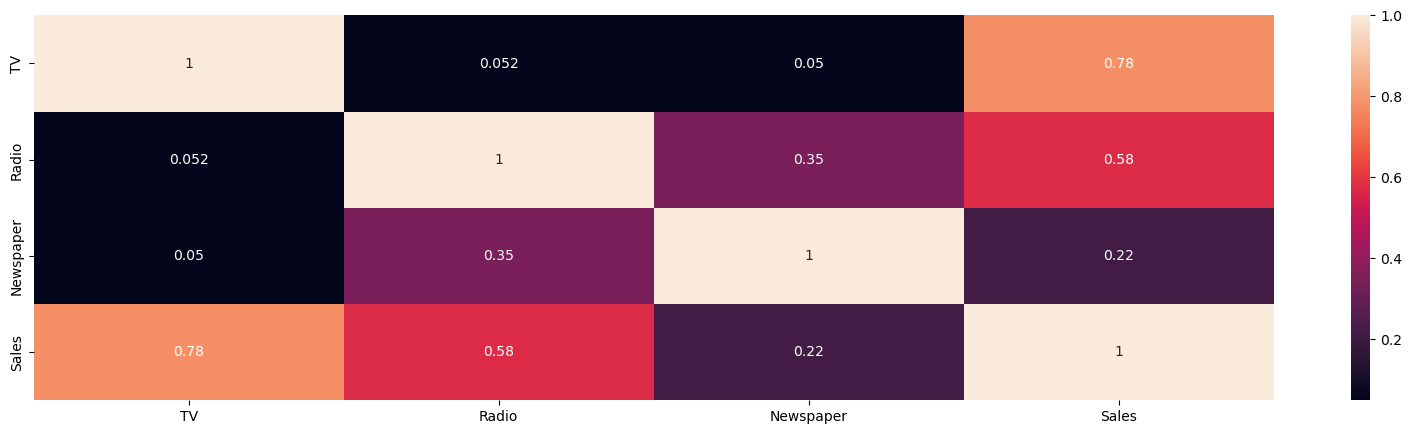 TV 1 0.052 0.05 0.78
Radio 0.052 1 0.35 0.58
Newspaper 0.05 0.35 1 0.22
Sales 0.78 0.58 0.22 1
TV Radio Newspaper Sales
1.0
0.8
0.6
0.4
0.2